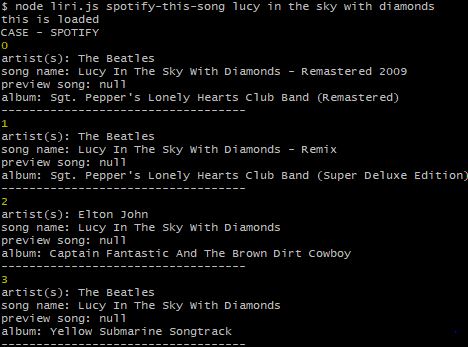 $ node liri.js spotify-this-song lucy in the sky with diamonds
this is loaded
CASE - SPOTIFY
0
artist(s): The Beatles
song name: Lucy In The Sky With Diamonds - Remastered 2009
preview song: null
album: Sgt. Pepper's Lonely Hearts Club Band (Remastered)
-----------------------------------
1
artist(s): The Beatles
song name: Lucy In The Sky With Diamonds - Remix
preview song: null
album: Sgt. Pepper's Lonely Hearts Club Band (Super Deluxe Edition)
-----------------------------------
2
artist(s): Elton John
song name: Lucy In The Sky With Diamonds
preview song: null
album: Captain Fantastic And The Brown Dirt Cowboy
-----------------------------------
3
artist(s): The Beatles
song name: Lucy In The Sky With Diamonds
preview song: null
album: Yellow Submarine Songtrack
-----------------------------------